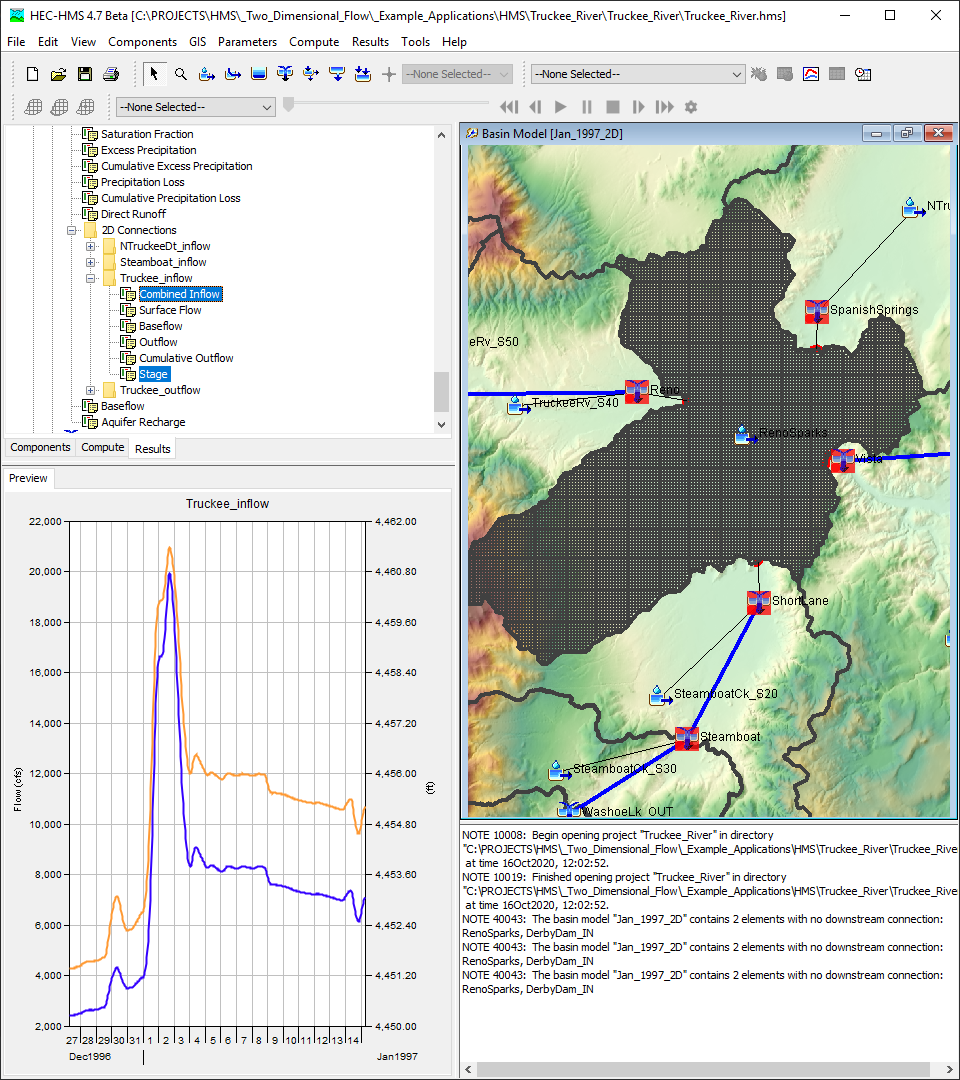 HEC-HMS 4.7 Beta [C:\PROJECTS\HMS\_Two_Dimensional_Flow\_Example_Applications\HMS\Truckee_River\Truckee_River\Truckee_River.hms]
File Edit View Components GIS Parameters Compute Results Tools Help
--None Selected-- --None Selected--
--None Selected--
Saturation Fraction
Excess Precipitation
Cumulative Excess Precipitation
Precipitation Loss
Cumulative Precipitation Loss
Direct Runoff
2D Connections
NTruckeeDt_inflow
Steamboat_inflow
Truckee_inflow
Combined Inflow
Surface Flow
Baseflow
Outflow
Cumulative Outflow
Stage
Truckee_outflow
Baseflow
Aquifer Recharge
Components Compute Results
Preview
Truckee_inflow
22,000 4,462.00
20,000 4,460.80
18,000 4,459.60
16,000 4,458.40
14,000 4,457.20
12,000 4,456.00
10,000 4,454.80
8,000 4,453.60
6,000 4,452.40
4,000 4,451.20
2,000 4,450.00
Flow (cfs)
(ft)
27 28 29 30 31 1 2 3 4 5 6 7 8 9 10 11 12 13 14
Dec1996 Jan1997
Basin Model [Jan_1997_2D]
NTru
SpanishSprings
eRv_S50
Reno
TruckeeRv_S40
RenoSparks
Vista
ShortLane
SteamboatCk_S20
Steamboat
SteamboatCk_S30
WashoeLk_OUT
NOTE 10008: Begin opening project "Truckee_River" in directory
"C:\PROJECTS\HMS\_Two_Dimensional_Flow\_Example_Applications\HMS\Truckee_River\Truckee_Rive
at time 16Oct2020, 12:02:52.
NOTE 10019: Finished opening project "Truckee_River" in directory
"C:\PROJECTS\HMS\_Two_Dimensional_Flow\_Example_Applications\HMS\Truckee_River\Truckee_Rive
at time 16Oct2020, 12:02:52.
NOTE 40043: The basin model "Jan_1997_2D" contains 2 elements with no downstream connection:
RenoSparks, DerbyDam_IN
NOTE 40043: The basin model "Jan_1997_2D" contains 2 elements with no downstream connection:
RenoSparks, DerbyDam_IN
NOTE 40043: The basin model "Jan_1997_2D" contains 2 elements with no downstream connection:
RenoSparks, DerbyDam_IN